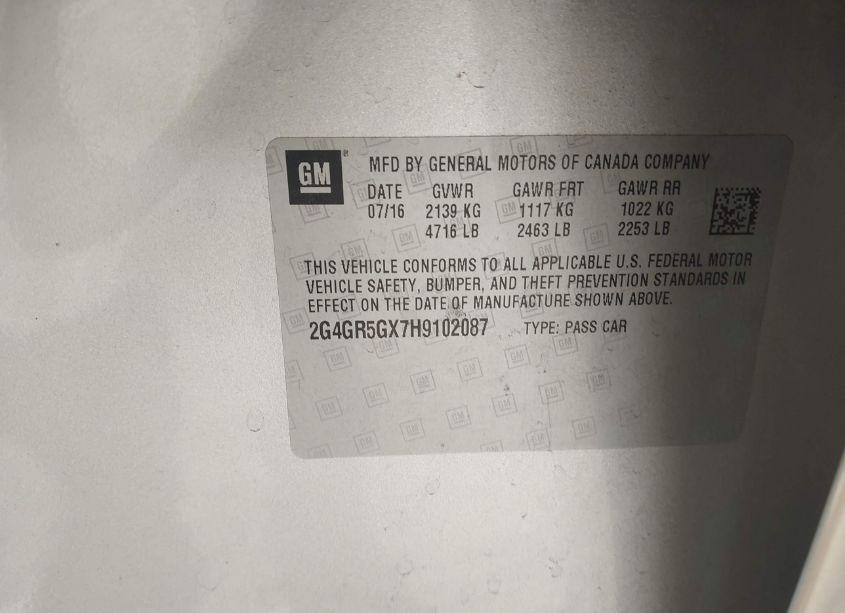 GM
MFD BY GENERAL MOTORS OF CANADA COMPANY
DATE GVWR GAWR FRT GAWR RR
07/16 2139 KG 1117 KG 1022 KG
4716 LB 2463 LB 2253 LB
THIS VEHICLE CONFORMS TO ALL APPLICABLE U.S. FEDERAL MOTOR
VEHICLE SAFETY, BUMPER, AND THEFT PREVENTION STANDARDS IN
EFFECT ON THE DATE OF MANUFACTURE SHOWN ABOVE.
2G4GR5GX7H9102087 TYPE: PASS CAR